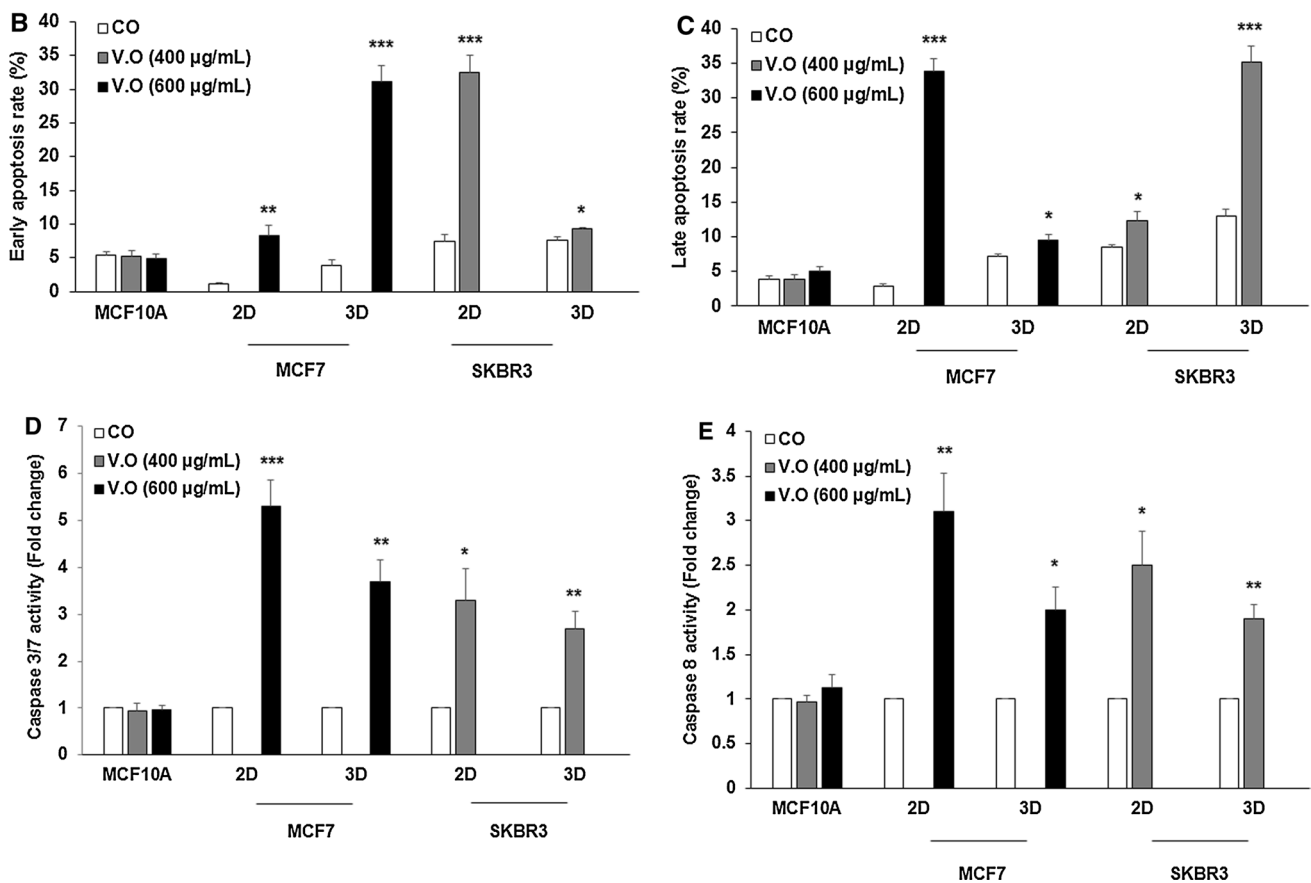 B
Early apoptosis rate (%)
40
35
30
25
20
15
10
5
0
CO
V.O (400 µg/mL)
V.O (600 µg/mL)
***
***
**
*
MCF10A 2D 3D 2D 3D
MCF7 SKBR3
C
Late apoptosis rate (%)
40
35
30
25
20
15
10
5
0
CO
V.O (400 µg/mL)
V.O (600 µg/mL)
***
*
*
***
MCF10A 2D 3D 2D 3D
MCF7 SKBR3
D
Caspase 3/7 activity (Fold change)
7
6
5
4
3
2
1
0
CO
V.O (400 µg/mL)
V.O (600 µg/mL)
***
**
*
**
MCF10A 2D 3D 2D 3D
MCF7 SKBR3
E
Caspase 8 activity (Fold change)
4
3.5
3
2.5
2
1.5
1
0.5
0
CO
V.O (400 µg/mL)
V.O (600 µg/mL)
**
*
*
**
MCF10A 2D 3D 2D 3D
MCF7 SKBR3